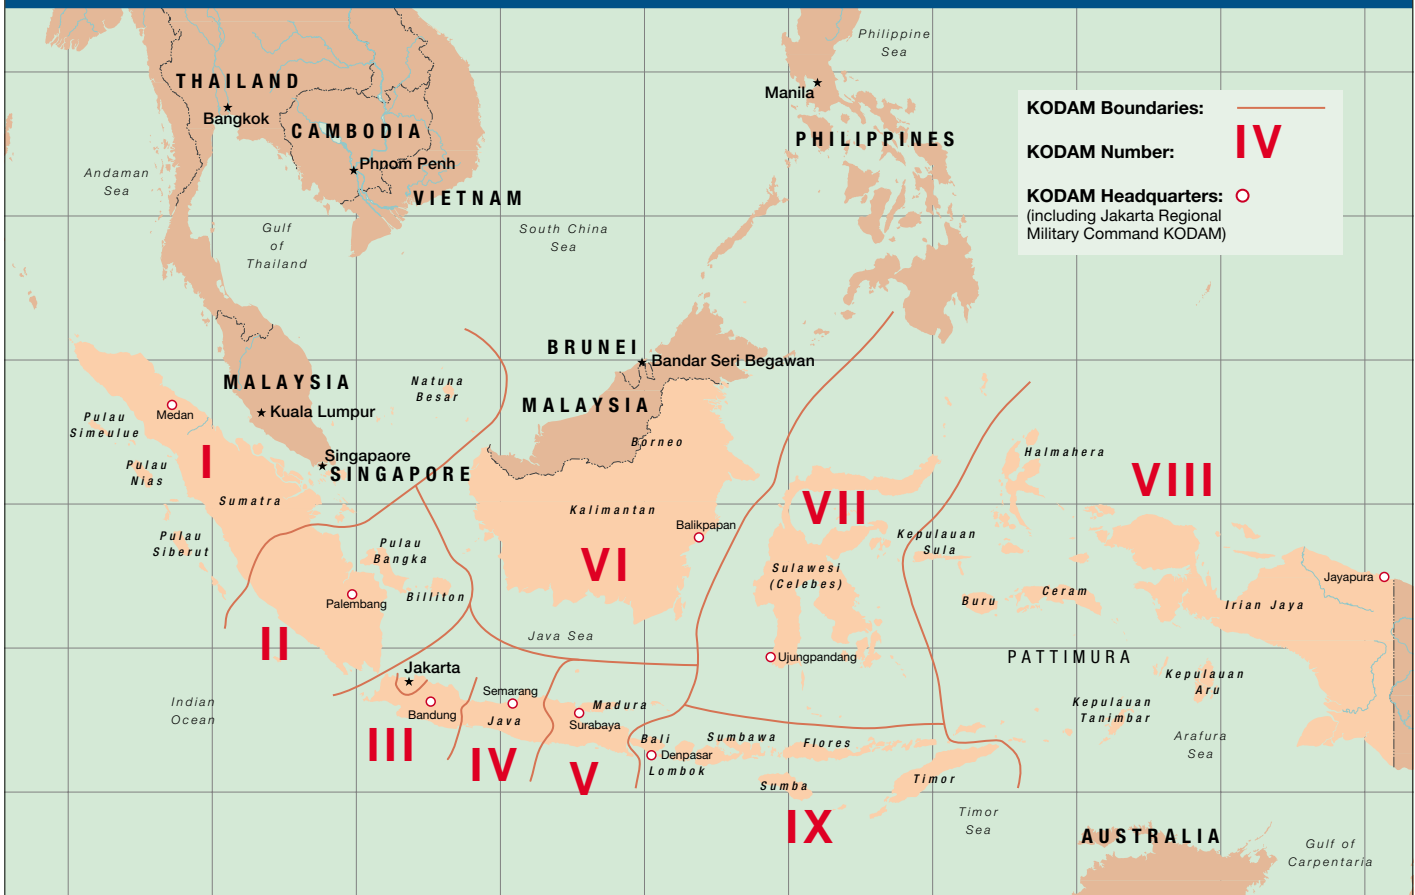 Philippine
Sea
THAILAND
Bangkok
CAMBODIA
Phnom Penh
VIETNAM
Andaman
Sea
Gulf
of
Thailand
South China
Sea
Manila
PHILIPPINES
KODAM Boundaries:
KODAM Number: IV
KODAM Headquarters:
(including Jakarta Regional
Military Command KODAM)
BRUNEI
Bandar Seri Begawan
MALAYSIA
Kuala Lumpur
Natuna
Besar
MALAYSIA
Borneo
Medan
Pulau
Simeulue
I
Pulau
Nias
Singapaore
SINGAPORE
Sumatra
Halmahera
VIII
VII
Kalimantan
Balikpapan
VI
Pulau
Siberut
Pulau
Bangka
Kepulauan
Sula
Sulawesi
(Celebes)
Palembang
Billiton
Buru
Ceram
Irian Jaya
Jayapura
II
Java Sea
Ujungpandang
PATTIMURA
Jakarta
Kepulauan
Aru
Indian
Ocean
Bandung
Semarang
Java
Madura
Surabaya
Kepulauan
Tanimbar
III
IV
V
Bali
Denpasar
Lombok
Sumbawa
Flores
Arafura
Sea
Sumba
Timor
IX
Timor
Sea
AUSTRALIA
Gulf of
Carpentaria